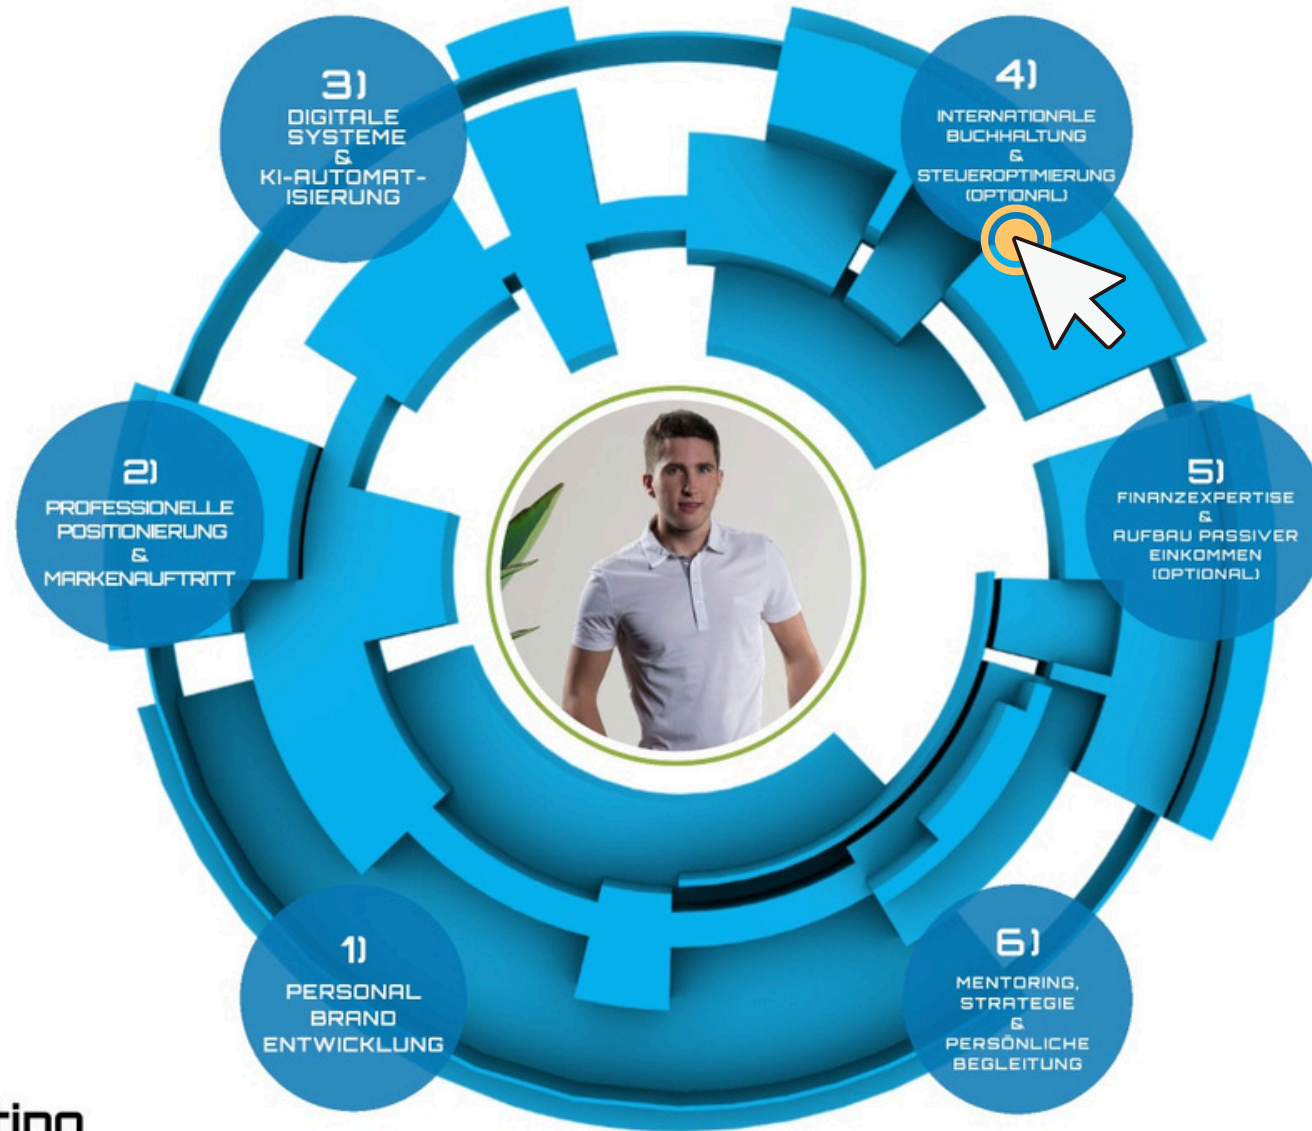 3)
DIGITALE
SYSTEME
&
KI-AUTOMAT-
ISIERUNG
4)
INTERNATIONALE
BUCHHALTUNG
&
STEUEROPTIMIERUNG
(OPTIONAL)
2)
PROFESSIONELLE
POSITIONIERUNG
&
MARKENAUFTRITT
5)
FINANZEXPERTISE
&
AUFBAU PASSIVER
EINKOMMEN
(OPTIONAL)
1)
PERSONAL
BRAND
ENTWICKLUNG
6)
MENTORING,
STRATEGIE
&
PERSÖNLICHE
BEGLEITUNG